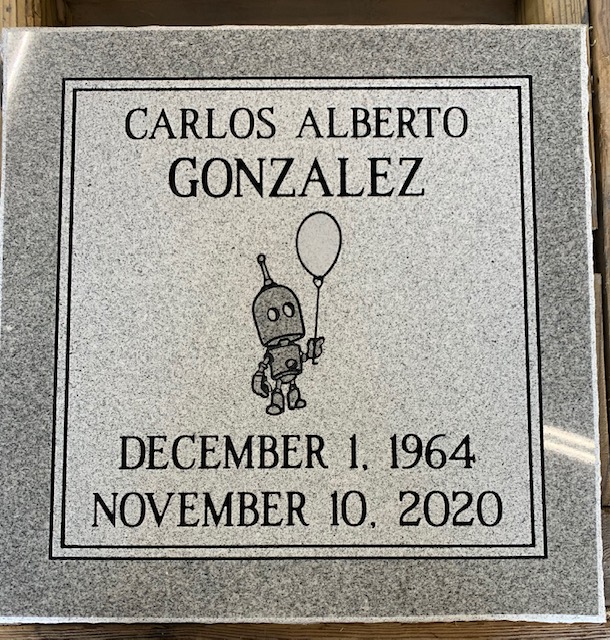 CARLOS ALBERTO
GONZALEZ
DECEMBER 1, 1964
NOVEMBER 10, 2020